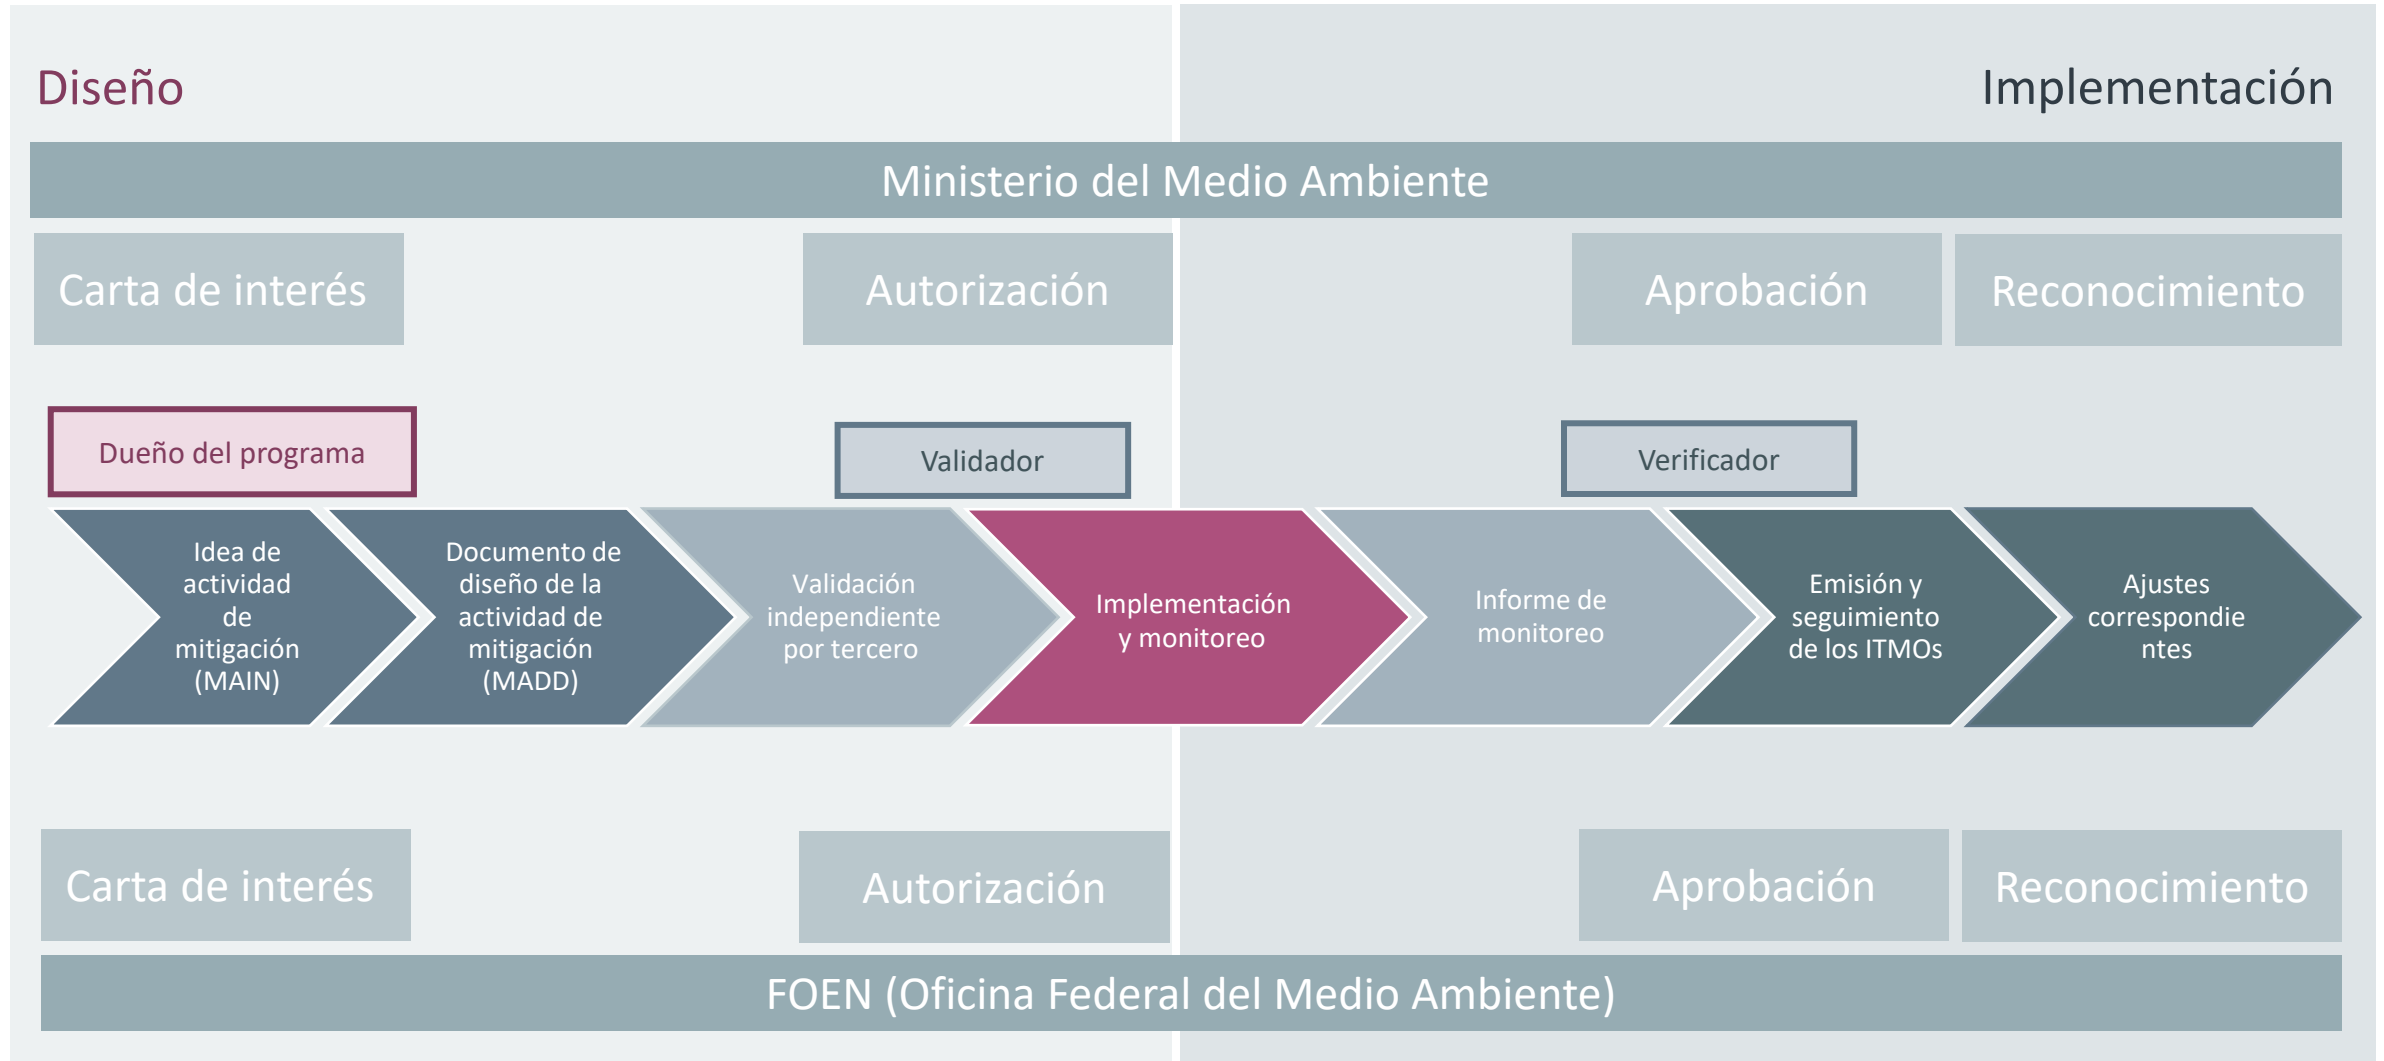 Diseño
Implementación
Ministerio del Medio Ambiente
Carta de interés
Autorización
Aprobación
Reconocimiento
Dueño del programa
Validador
Verificador
Idea de
actividad
de
mitigación
(MAIN)
Documento de
diseño de la
actividad de
mitigación
(MADD)
Validación
independiente
por tercero
Implementación
y monitoreo
Informe de
monitoreo
Emisión y
seguimiento
de los ITMOs
Ajustes
correspondie
ntes
Carta de interés
Autorización
Aprobación
Reconocimiento
FOEN (Oficina Federal del Medio Ambiente)